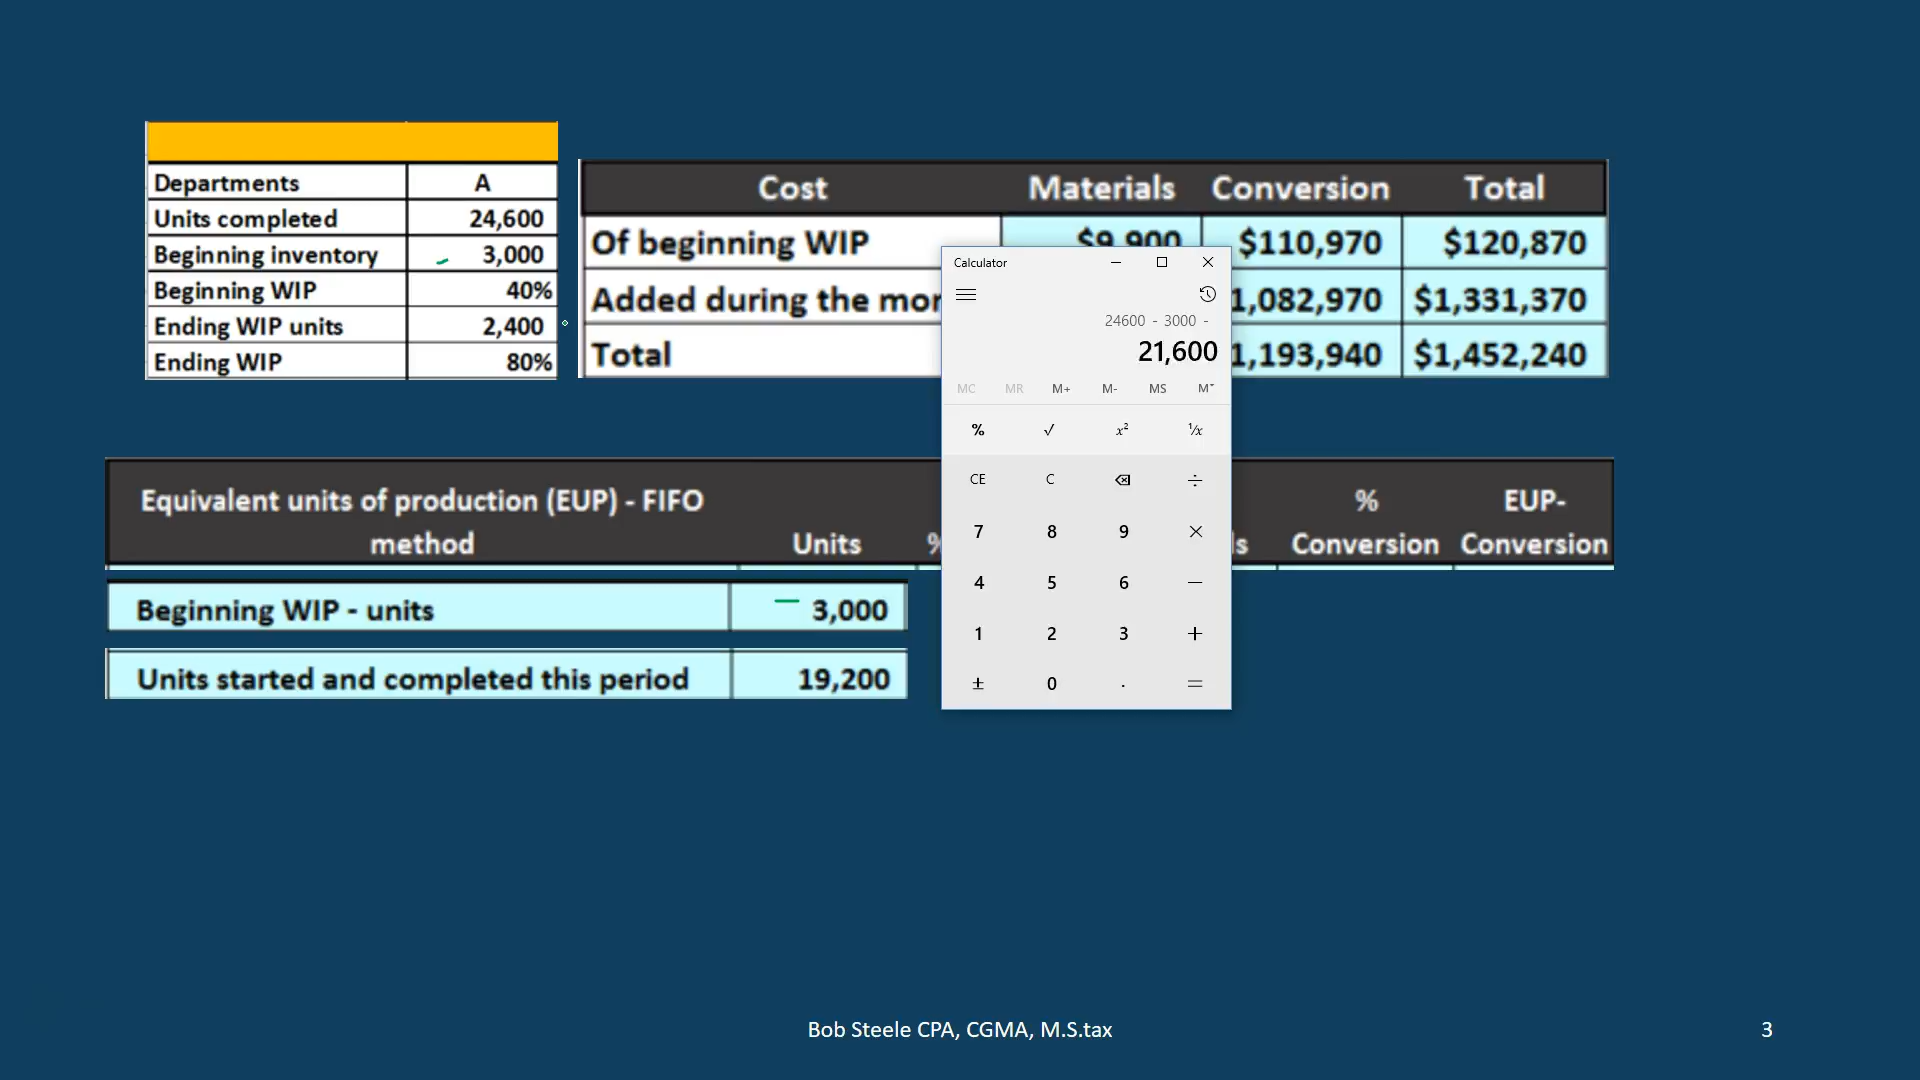 Departments A
Units completed 24,600
Beginning inventory 3,000
Beginning WIP 40%
Ending WIP units 2,400
Ending WIP 80%
Cost Materials Conversion Total
Of beginning WIP $9,900 $110,970 $120,870
Added during the mor 1,082,970 $1,331,370
Total 1,193,940 $1,452,240
Calculator
24600 - 3000 -
21,600
MC MR M+ M- MS M˅
% √ x² ¹/x
CE C ⌫ ÷
7 8 9 ×
4 5 6 −
1 2 3 +
± 0 . =
Equivalent units of production (EUP) - FIFO
method Units % ls
%
Conversion
EUP-
Conversion
Beginning WIP - units 3,000
Units started and completed this period 19,200
Bob Steele CPA, CGMA, M.S.tax
3